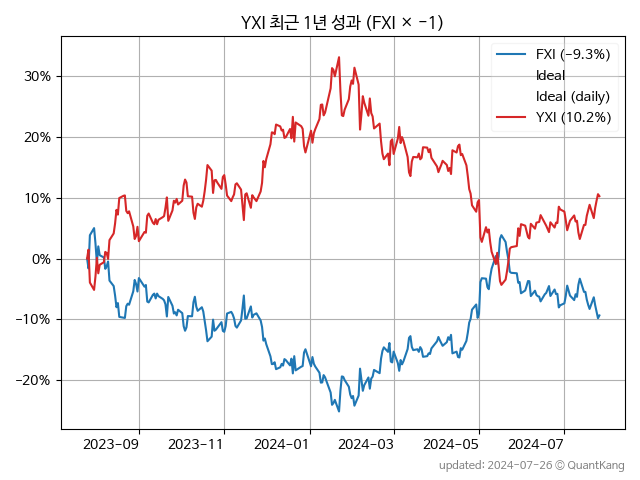 YXI 최근 1년 성과 (FXI × −1)
FXI (−9.3%)
Ideal
Ideal (daily)
YXI (10.2%)
30%
20%
10%
0%
−10%
−20%
2023−09 2023−11 2024−01 2024−03 2024−05 2024−07
updated: 2024-07-26 © QuantKang